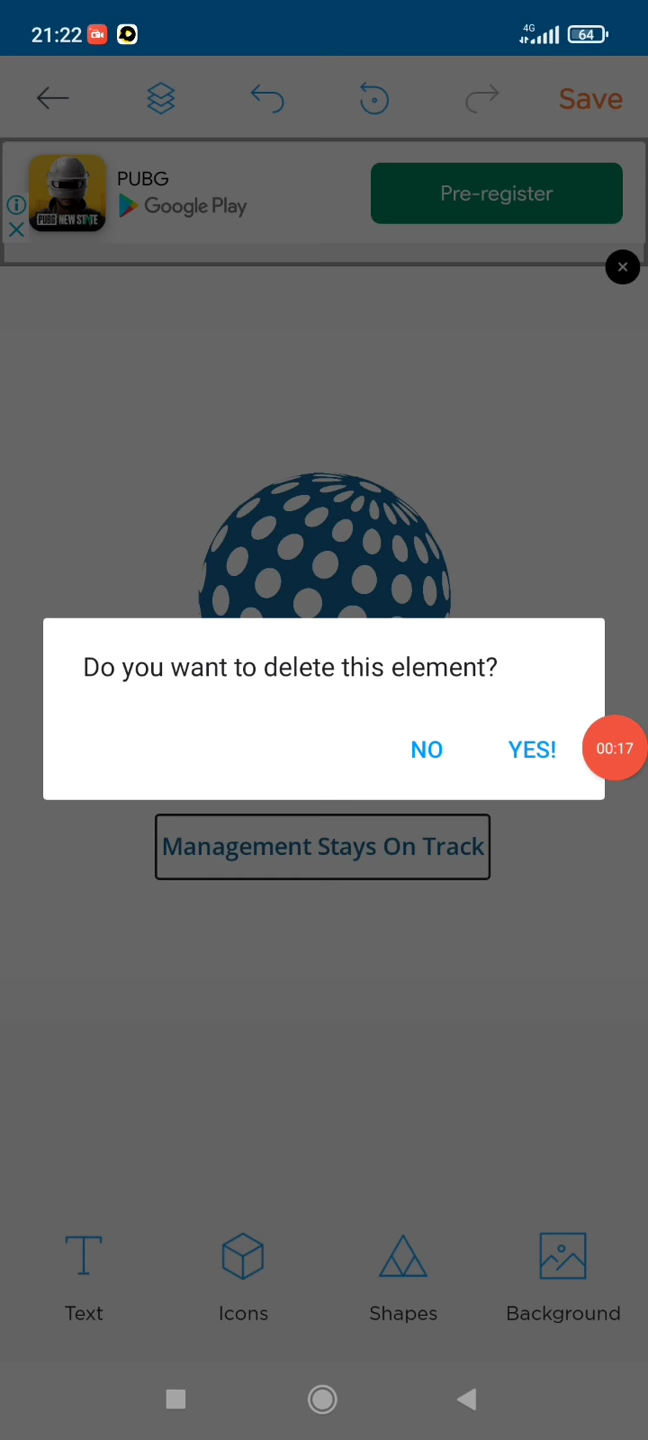 21:22
4G
64
Save
PUBG
Google Play
PUBG NEW STATE
Pre-register
Do you want to delete this element?
NO
YES!
00:17
Management Stays On Track
Text
Icons
Shapes
Background